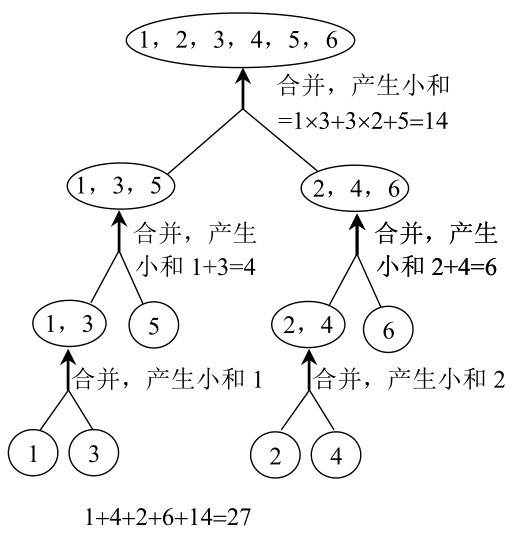 1，2，3，4，5，6
合并，产生小和
=1×3+3×2+5=14
1，3，5
2，4，6
合并，产生
小和 1+3=4
合并，产生
小和 2+4=6
1，3
5
2，4
6
合并，产生小和 1
合并，产生小和 2
1
3
2
4
1+4+2+6+14=27